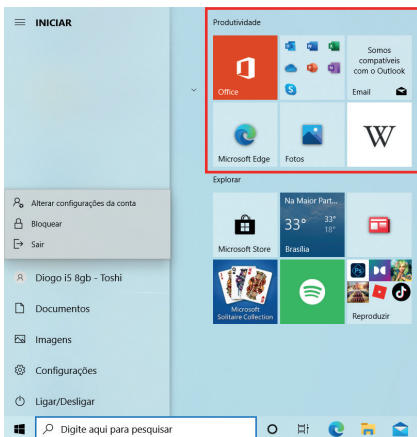 INICIAR
Alterar configurações da conta
Bloquear
Sair
Diogo i5 8gb - Toshi
Documentos
Imagens
Configurações
Ligar/Desligar
Digite aqui para pesquisar
Produtividade
Office
Somos
compatíveis
com o Outlook
Email
Microsoft Edge
Fotos
W
Explorar
Microsoft Store
Na Maior Part...
33°
33°
18°
Brasília
Microsoft
Solitaire Collection
Reproduzir